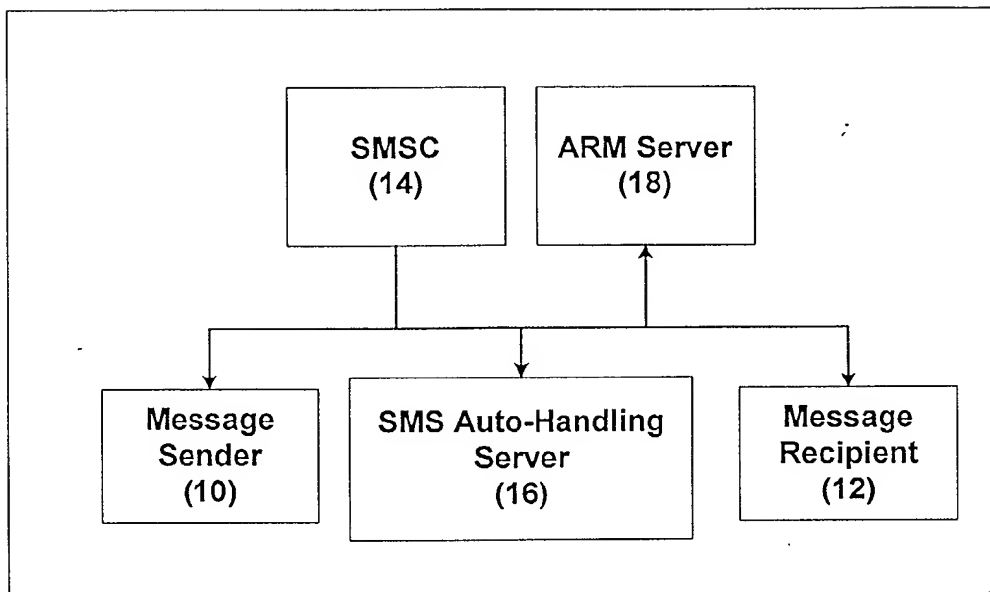 SMSC
(14)
ARM Server
(18)
Message
Sender
(10)
SMS Auto-Handling
Server
(16)
Message
Recipient
(12)